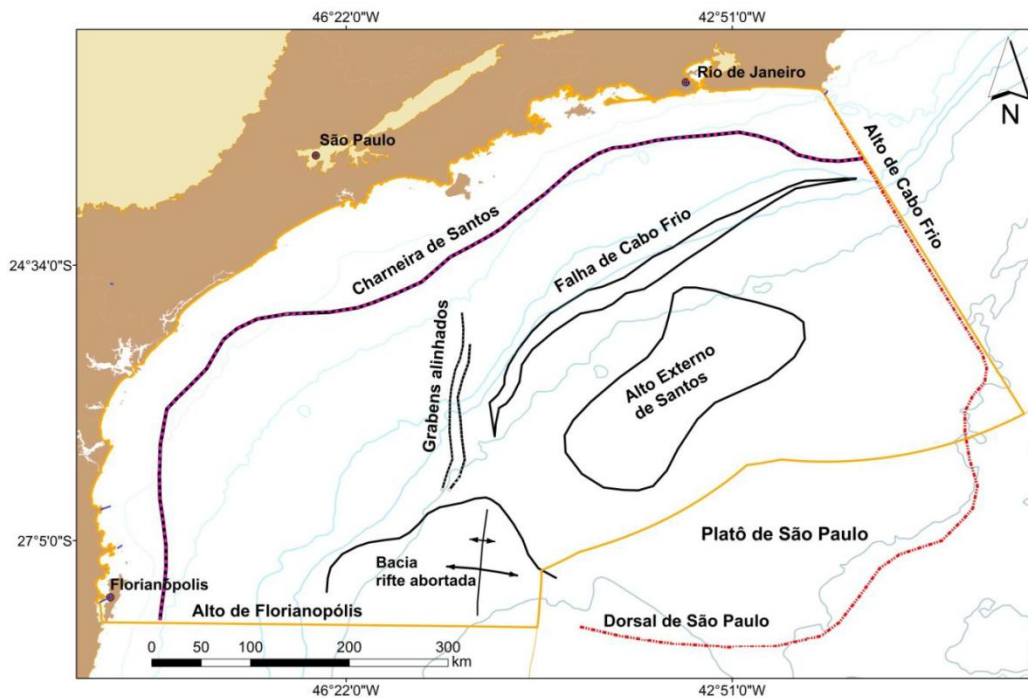 46°22'0"W
42°51'0"W
Rio de Janeiro
N
São Paulo
Alto de Cabo Frio
Charneira de Santos
Falha de Cabo Frio
24°34'0"S
Grabens alinhados
Alto Externo
de Santos
27°5'0"S
Platô de São Paulo
Bacia
rifte abortada
Florianópolis
Alto de Florianópólis
Dorsal de São Paulo
0 50 100 200 300
km
46°22'0"W
42°51'0"W